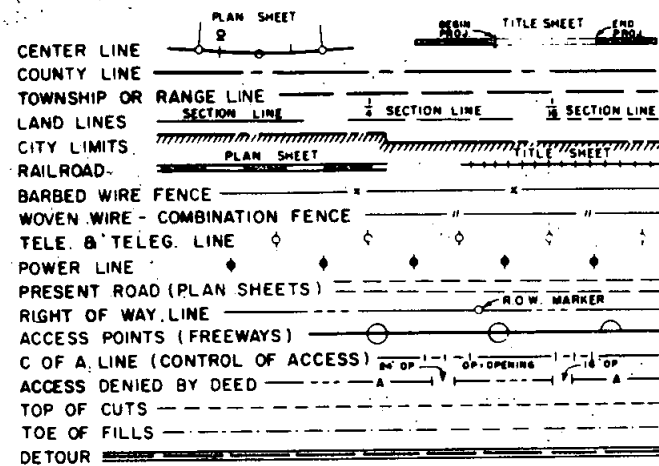 PLAN SHEET
BEGIN PROJ. TITLE SHEET END PROJ.
CENTER LINE
COUNTY LINE
TOWNSHIP OR RANGE LINE
LAND LINES SECTION LINE 1/4 SECTION LINE 1/16 SECTION LINE
CITY LIMITS
RAILROAD PLAN SHEET TITLE SHEET
BARBED WIRE FENCE
WOVEN WIRE - COMBINATION FENCE
TELE. & TELEG. LINE
POWER LINE
PRESENT ROAD (PLAN SHEETS)
RIGHT OF WAY LINE R.O.W. MARKER
ACCESS POINTS (FREEWAYS)
C OF A LINE (CONTROL OF ACCESS)
24' OP OP=OPENING 16' OP
ACCESS DENIED BY DEED A A
TOP OF CUTS
TOE OF FILLS
DETOUR